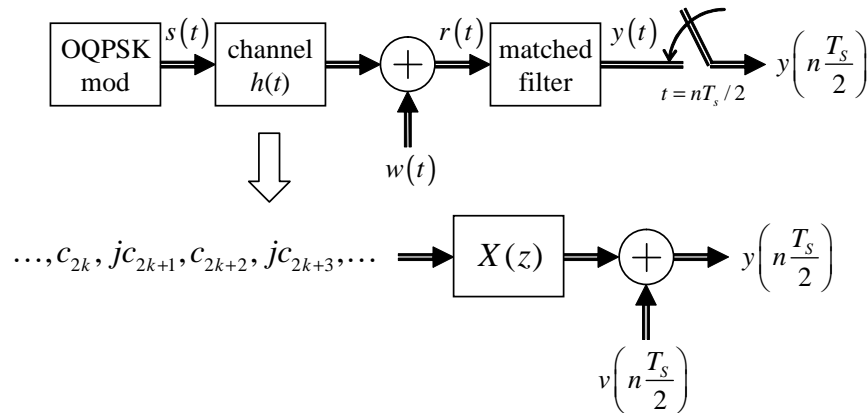 OQPSK
mod
s(t)
channel
h(t)
+
w(t)
r(t)
matched
filter
y(t)
t = nT_s / 2
y(n T_S/2)
…, c_{2k}, jc_{2k+1}, c_{2k+2}, jc_{2k+3}, …
X(z)
+
y(n T_S/2)
v(n T_S/2)